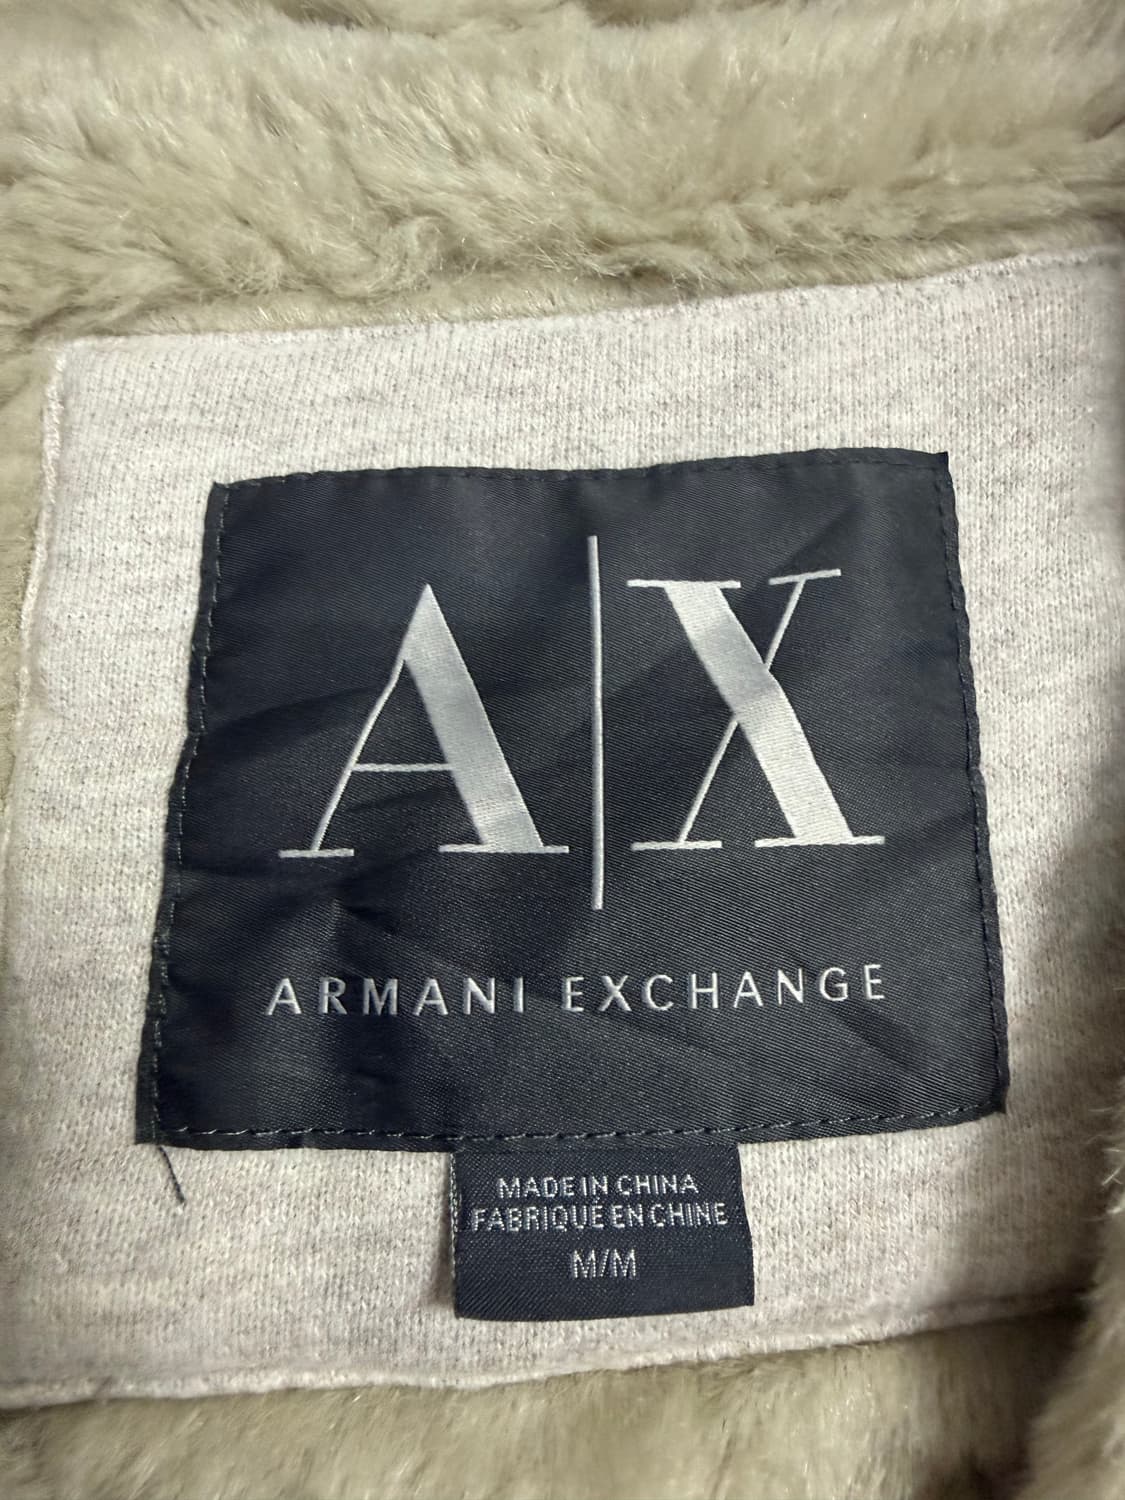 A|X
ARMANI EXCHANGE
MADE IN CHINA
FABRIQUÉ EN CHINE
M/M